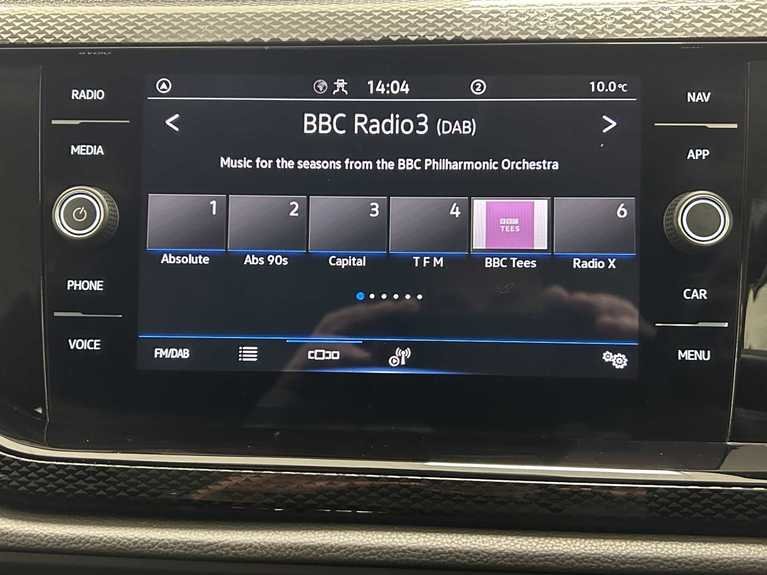 RADIO
MEDIA
PHONE
VOICE
14:04
2
10.0 °C
BBC Radio3 (DAB)
Music for the seasons from the BBC Philharmonic Orchestra
1 2 3 4 6
BBC
TEES
Absolute Abs 90s Capital T F M BBC Tees Radio X
FM/DAB
NAV
APP
CAR
MENU